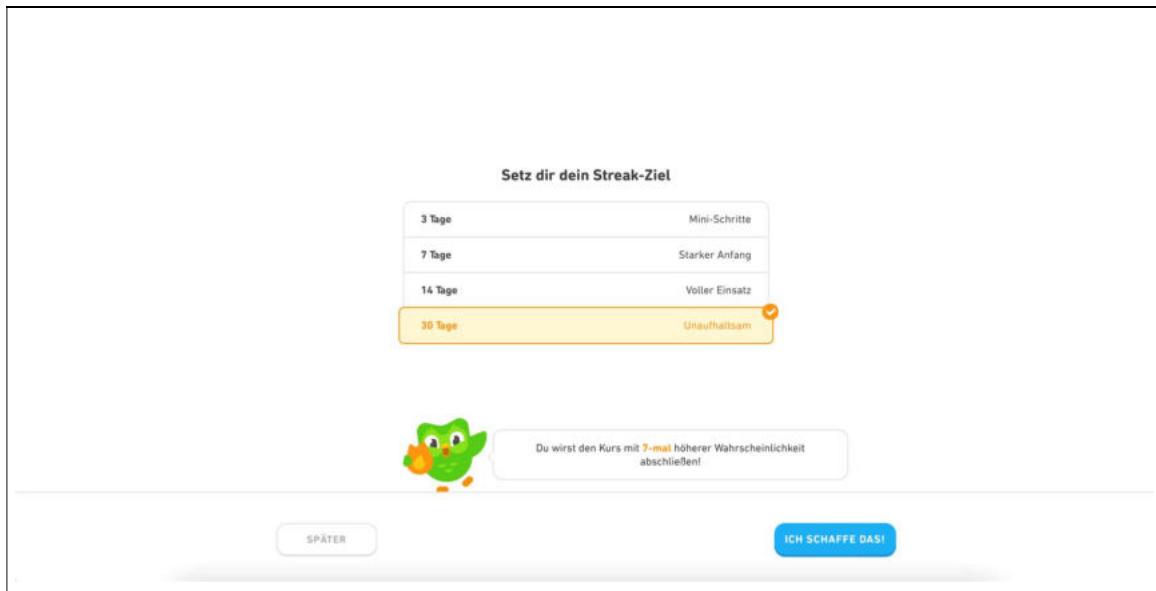 Setz dir dein Streak-Ziel
3 Tage Mini-Schritte
7 Tage Starker Anfang
14 Tage Voller Einsatz
30 Tage Unaufhaltsam
Du wirst den Kurs mit 7-mal höherer Wahrscheinlichkeit
abschließen!
SPÄTER ICH SCHAFFE DAS!